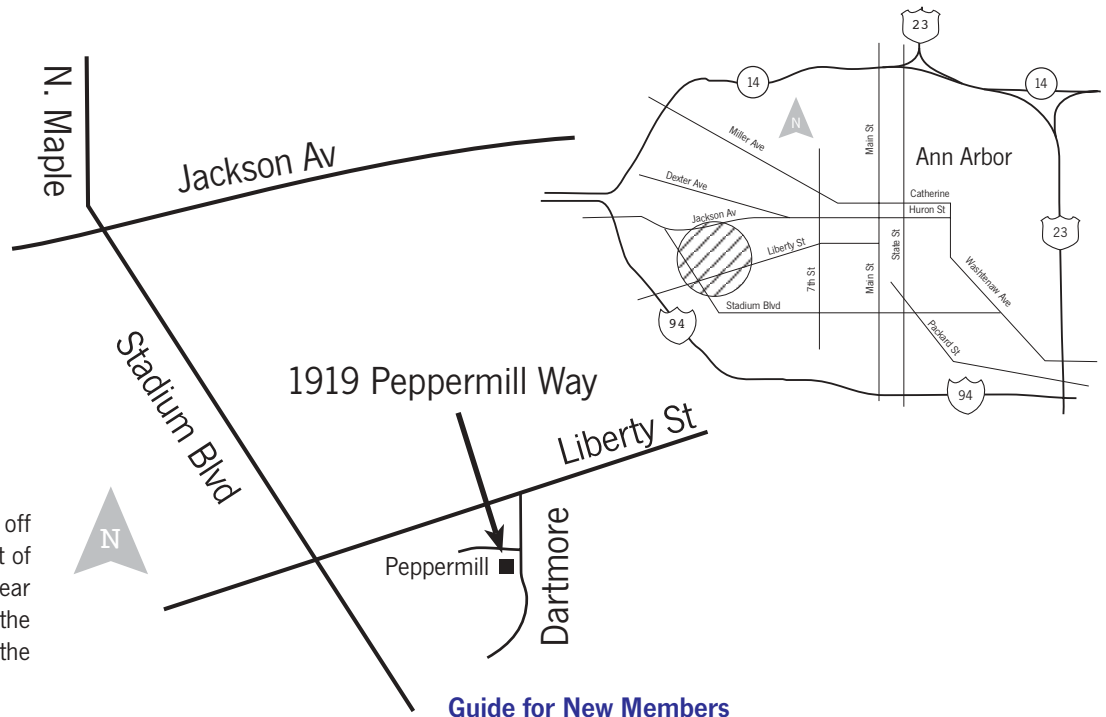 N. Maple
Jackson Av
Stadium Blvd
1919 Peppermill Way
Liberty St
N
Peppermill
Dartmore
off
t of
ear
the
the
Guide for New Members
23
14
14
N
Miller Ave
Main St
Ann Arbor
Dexter Ave
Catherine
Huron St
Jackson Av
Liberty St
State St
23
7th St
Main St
Washtenaw Ave
Stadium Blvd
94
Packard St
94